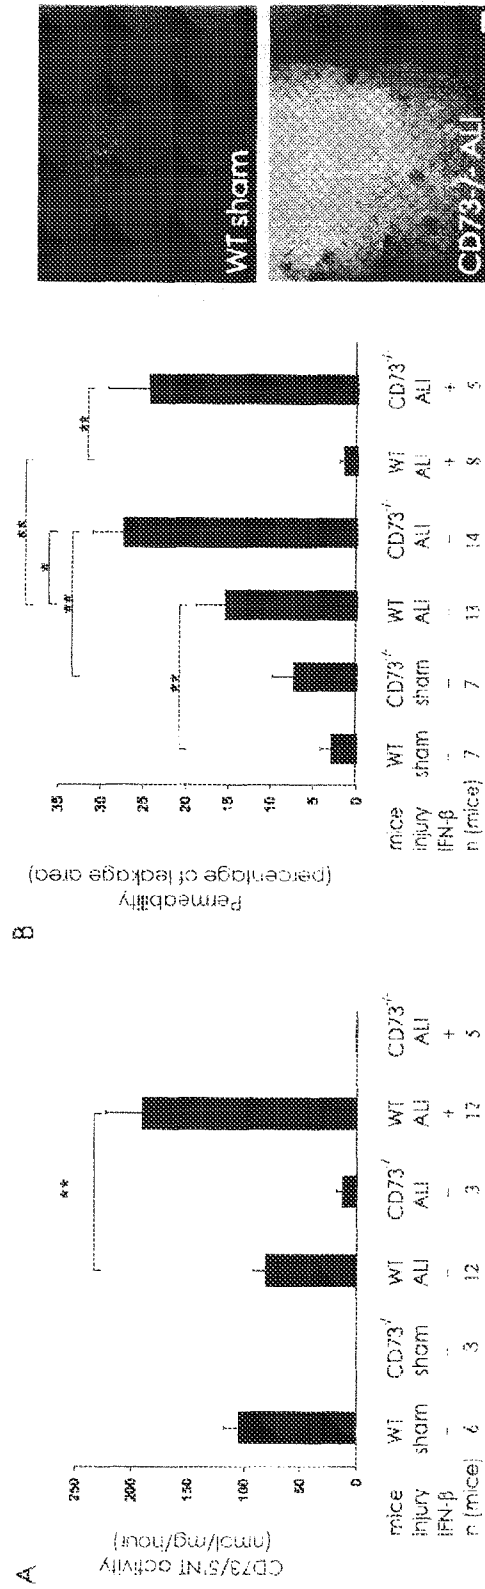 A
CD73/5'NT activity
(nmol/mg/hour)
250
200
150
100
50
0
**
mice WT CD73-/- WT CD73-/- WT CD73-/-
injury sham sham ALI ALI ALI ALI
IFN-β - - - - + +
n (mice) 6 3 12 3 12 5
B
Permeability
(percentage of leakage area)
35
30
25
20
15
10
5
0
**
*
**
**
**
mice WT CD73-/- WT CD73-/- WT CD73-/-
injury sham sham ALI ALI ALI ALI
IFN-β - - - - + +
n (mice) 7 7 13 14 8 5
WT sham
CD73-/- ALI